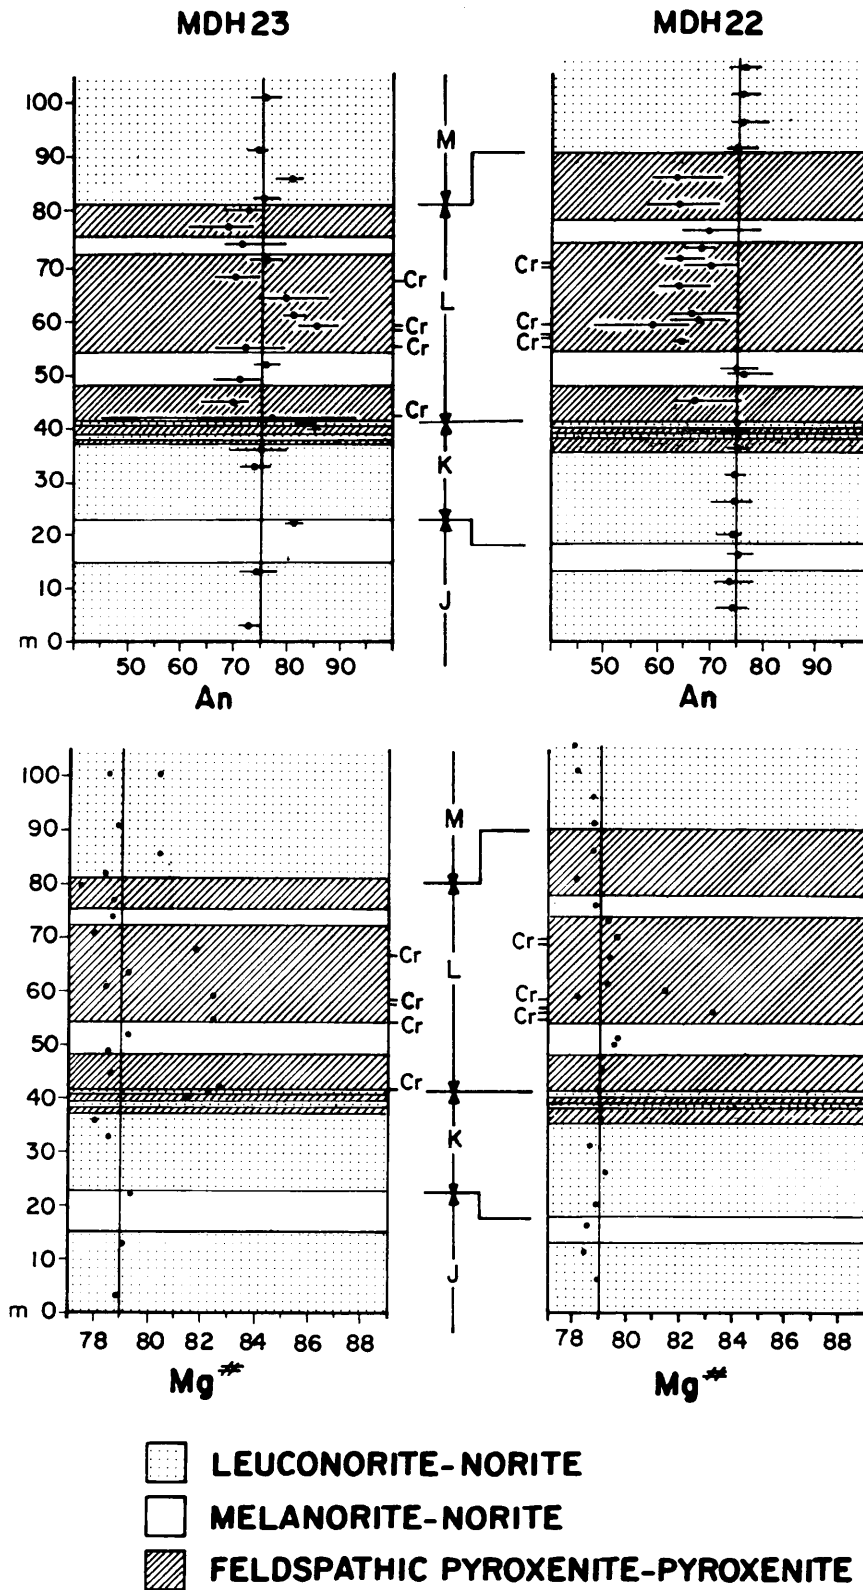 MDH23 MDH22
100
90
80
70
60
50
40
30
20
10
m 0
M
L
K
J
Cr
Cr
Cr
Cr
Cr
Cr
Cr
50 60 70 80 90
50 60 70 80 90
An An
100
90
80
70
60
50
40
30
20
10
m 0
M
L
K
J
Cr
Cr
Cr
Cr
Cr
Cr
Cr
78 80 82 84 86 88
78 80 82 84 86 88
Mg# Mg#
LEUCONORITE-NORITE
MELANORITE-NORITE
FELDSPATHIC PYROXENITE-PYROXENITE